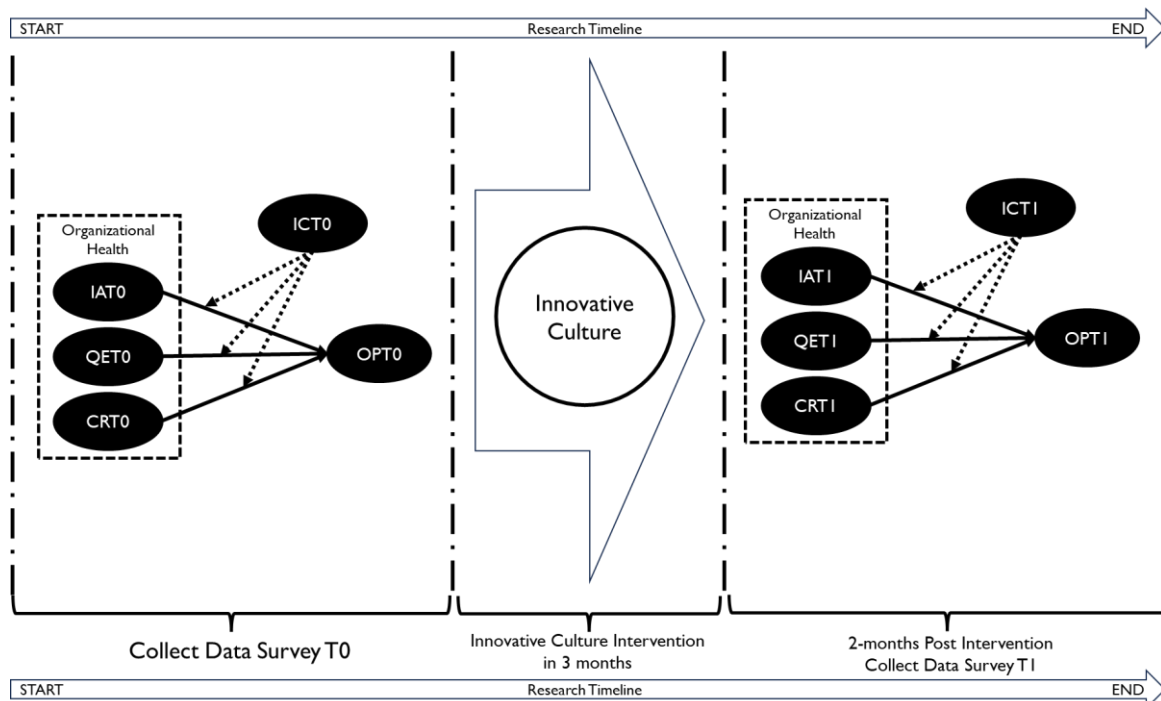 START Research Timeline END
Organizational
Health
ICT0
IAT0
QET0
OPT0
CRT0
Innovative
Culture
Organizational
Health
ICT1
IAT1
QET1
OPT1
CRT1
Collect Data Survey T0
Innovative Culture Intervention
in 3 months
2-months Post Intervention
Collect Data Survey T1
START Research Timeline END